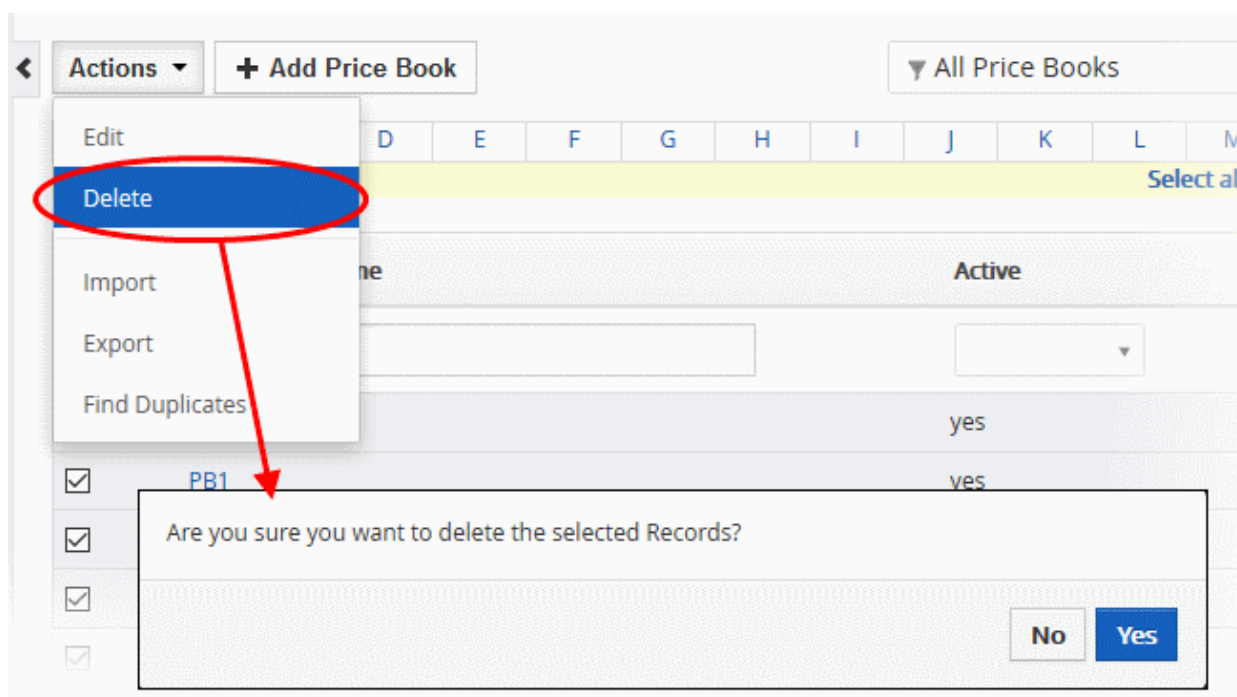 Actions + Add Price Book All Price Books
Edit D E F G H I J K L
Delete Select al
Import ne Active
Export
Find Duplicates
yes
PB1 yes
Are you sure you want to delete the selected Records?
No Yes